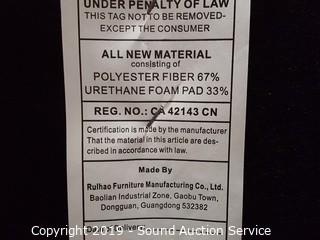 UNDER PENALTY OF LAW
THIS TAG NOT TO BE REMOVED-
EXCEPT THE CONSUMER
ALL NEW MATERIAL
consisting of
POLYESTER FIBER 67%
URETHANE FOAM PAD 33%
REG. NO.: CA 42143 CN
Certification is made by the manufacturer
That the material in this article are des-
cribed in accordance with law.
Made By
Ruihao Furniture Manufacturing Co., Ltd.
Baolian Industrial Zone, Gaobu Town,
Dongguan, Guangdong 532382
Copyright 2019 - Sound Auction Service